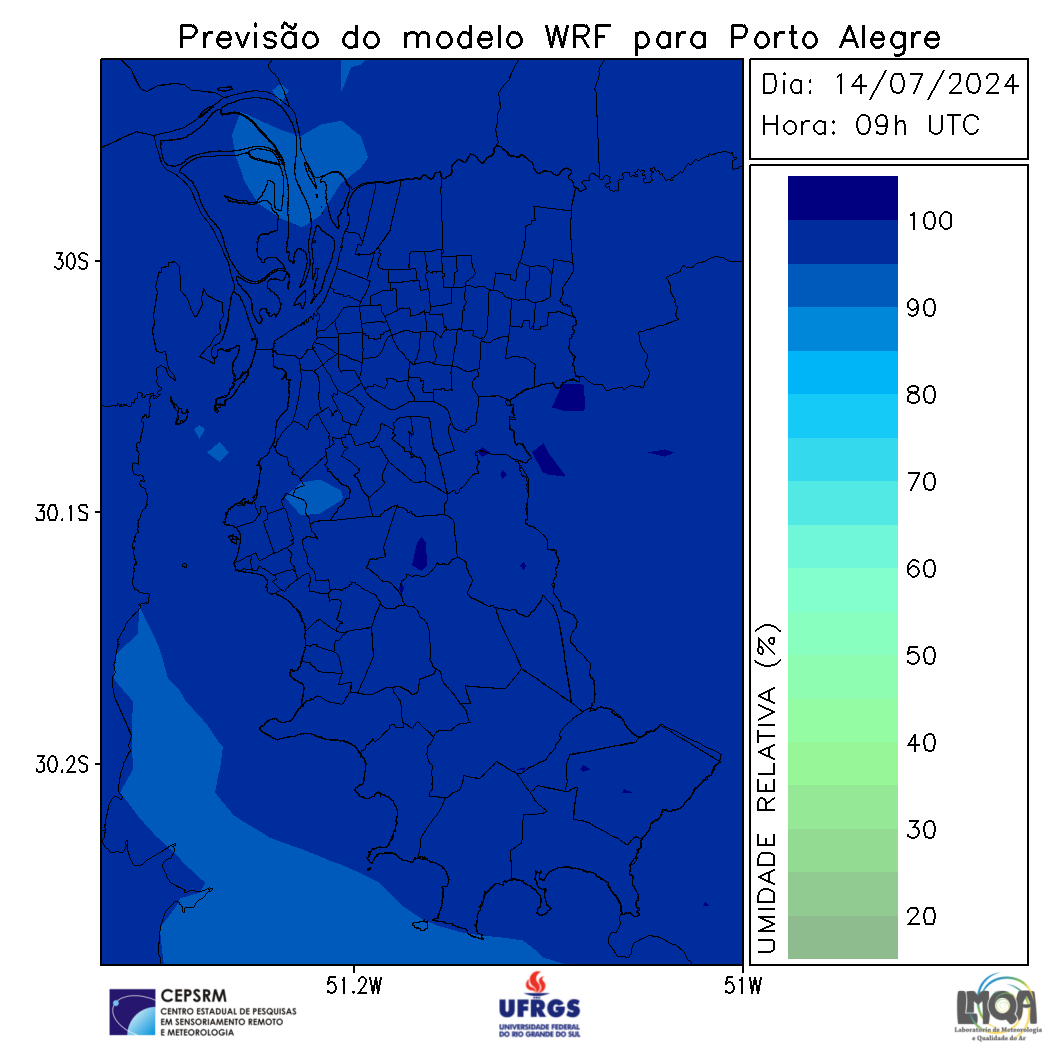 Previsão do modelo WRF para Porto Alegre
Dia: 14/07/2024
Hora: 09h UTC
100
90
80
70
60
50
40
30
20
UMIDADE RELATIVA (%)
30S
30.1S
30.2S
51.2W
51W
CEPSRM
CENTRO ESTADUAL DE PESQUISAS
EM SENSORIAMENTO REMOTO
E METEOROLOGIA
UFRGS
UNIVERSIDADE FEDERAL
DO RIO GRANDE DO SUL
LMQA
Laboratório de Meteorologia
e Qualidade do Ar